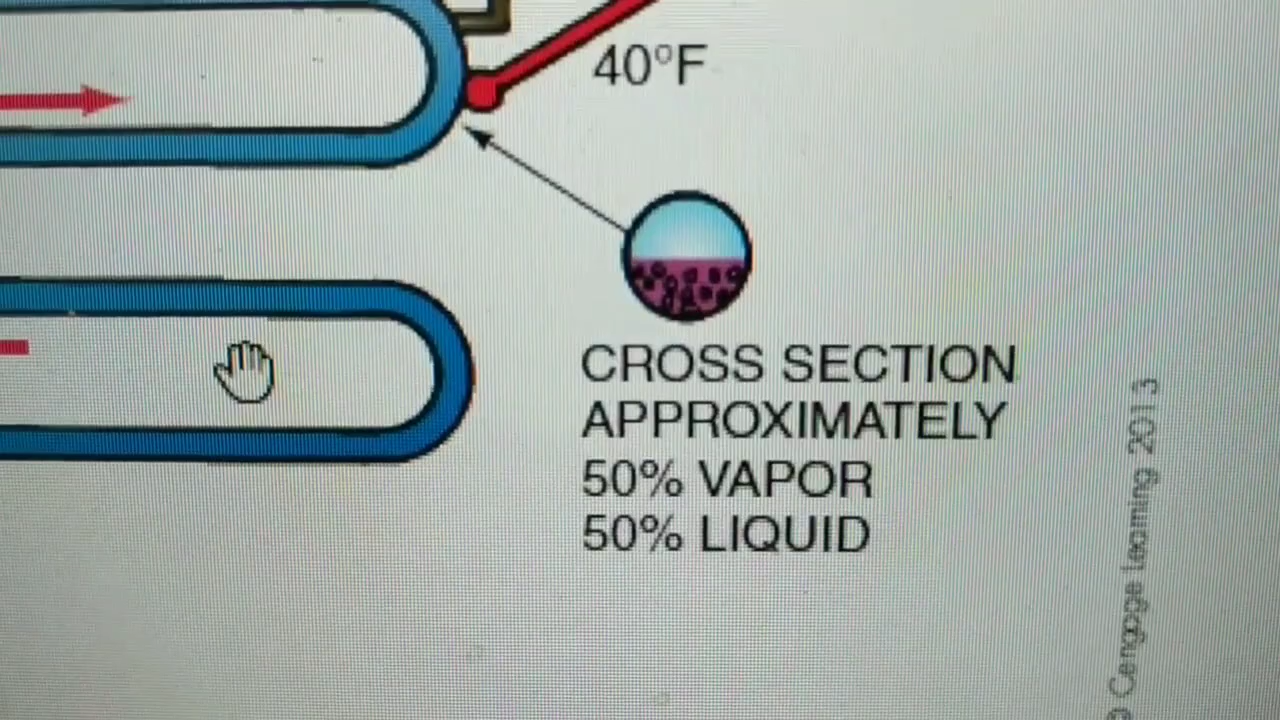 40°F
CROSS SECTION
APPROXIMATELY
50% VAPOR
50% LIQUID
© Cengage Learning 2013